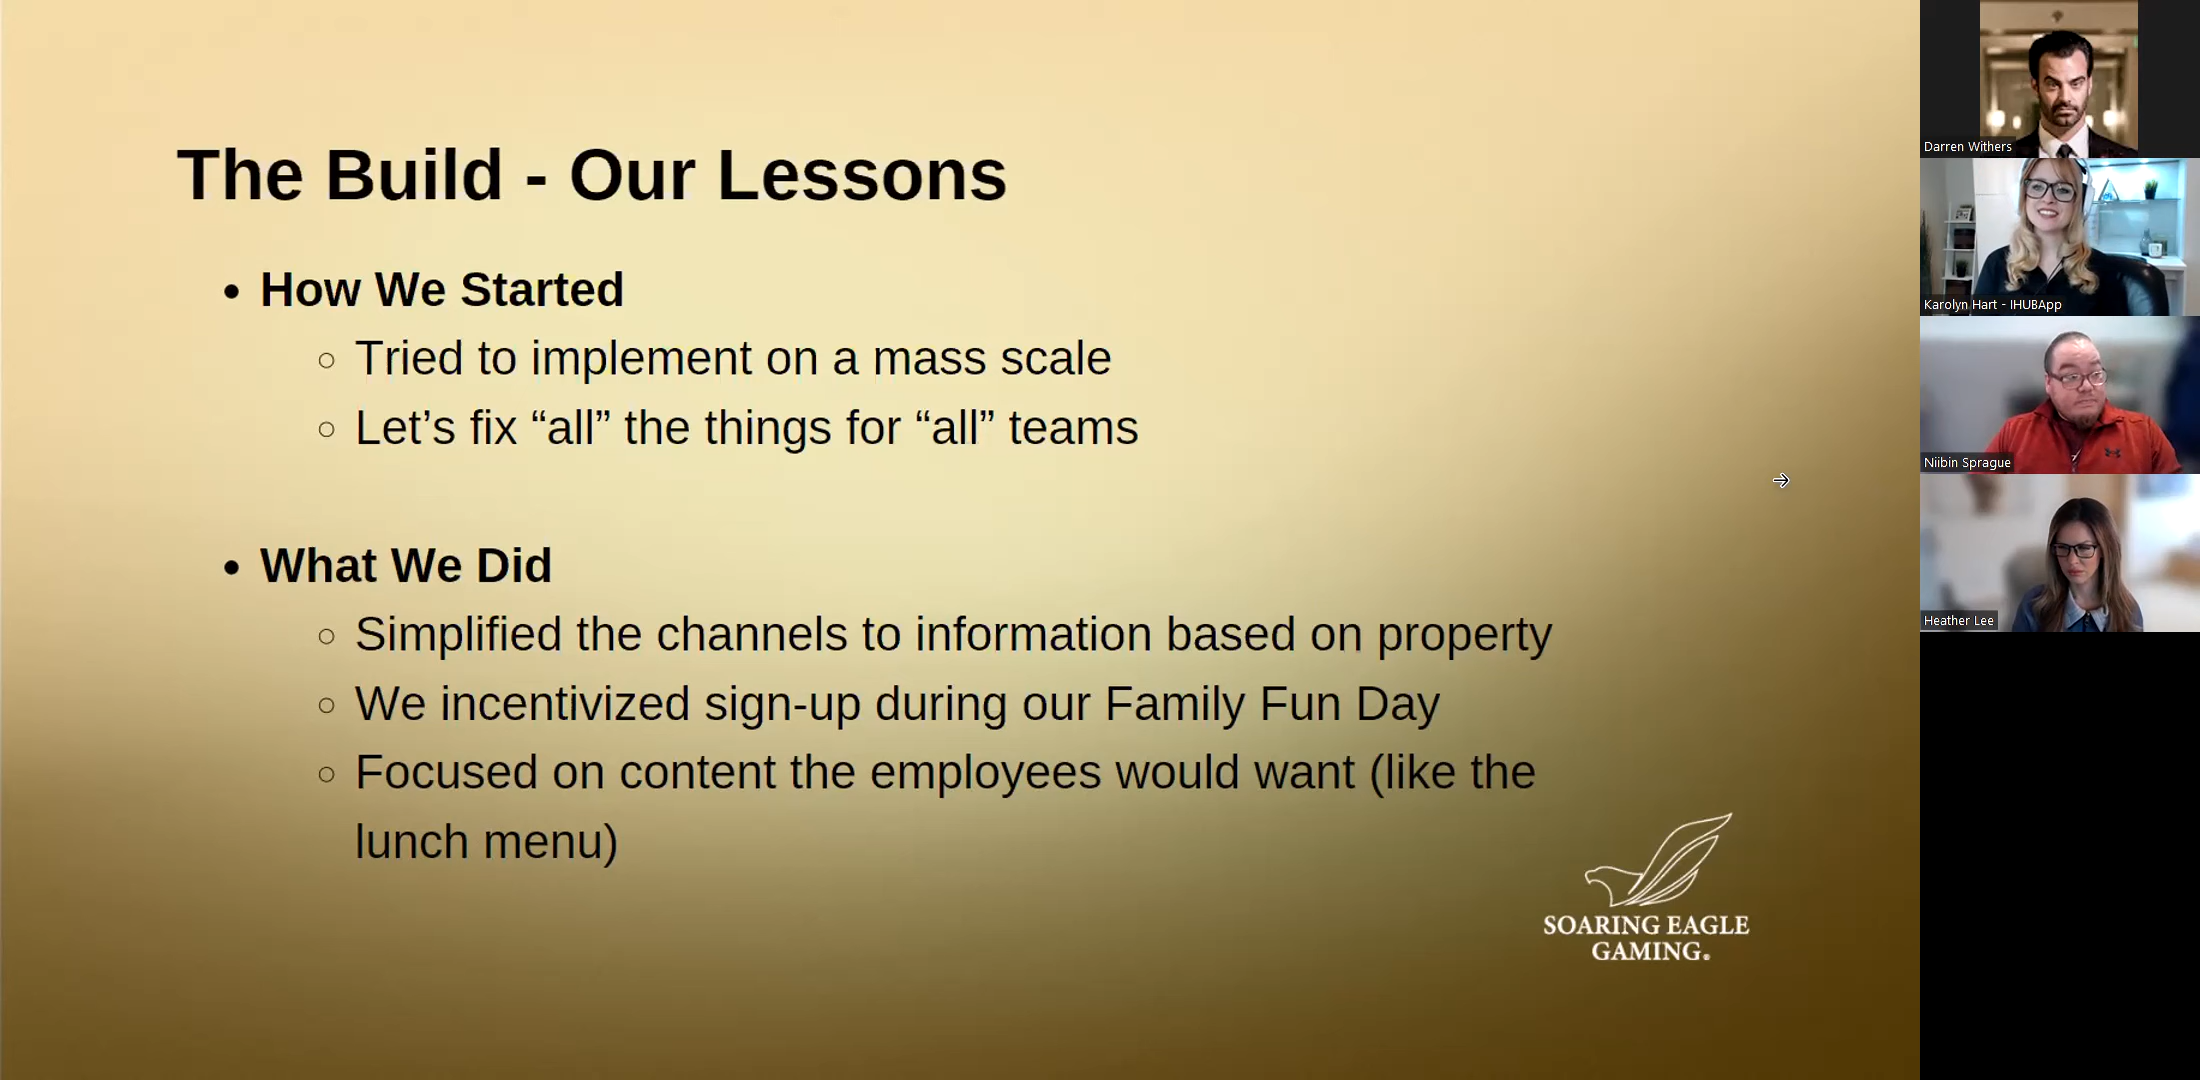 The Build - Our Lessons
• How We Started
○ Tried to implement on a mass scale
○ Let’s fix “all” the things for “all” teams
• What We Did
○ Simplified the channels to information based on property
○ We incentivized sign-up during our Family Fun Day
○ Focused on content the employees would want (like the
lunch menu)
SOARING EAGLE
GAMING®
Darren Withers
Karolyn Hart - IHUBApp
Niibin Sprague
Heather Lee